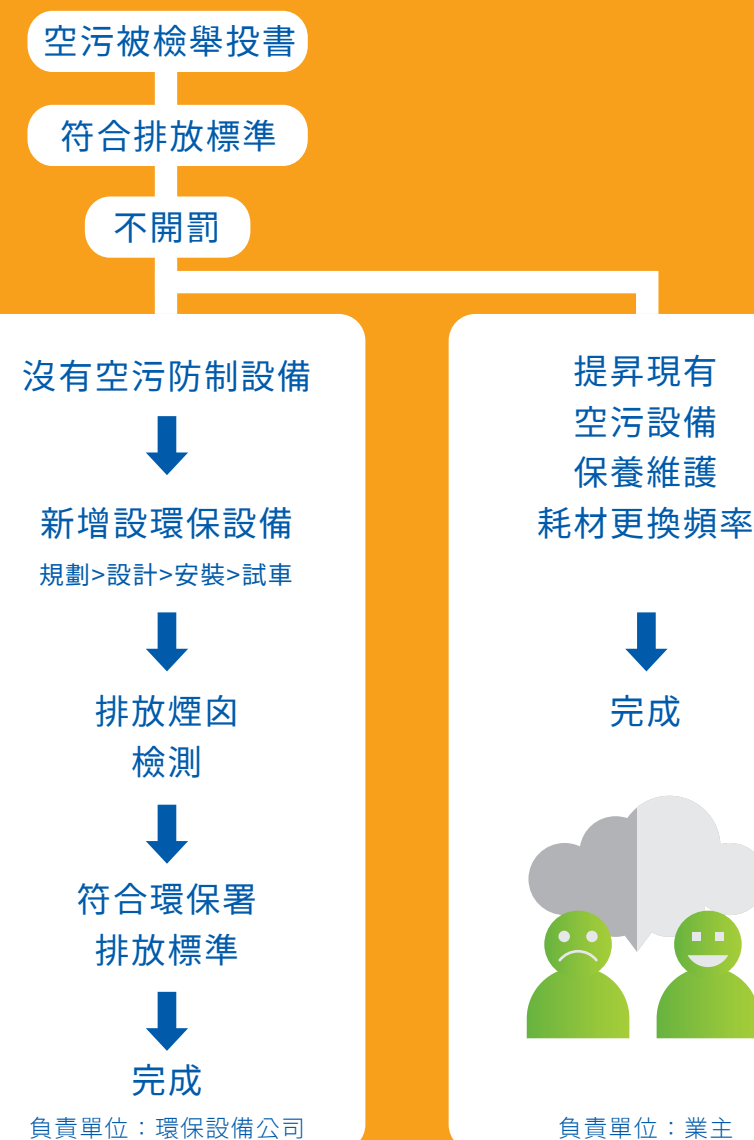 空污被檢舉投書
符合排放標準
不開罰
沒有空污防制設備
新增設環保設備
規劃>設計>安裝>試車
排放煙囪
檢測
符合環保署
排放標準
完成
負責單位：環保設備公司
提昇現有
空污設備
保養維護
耗材更換頻率
完成
負責單位：業主